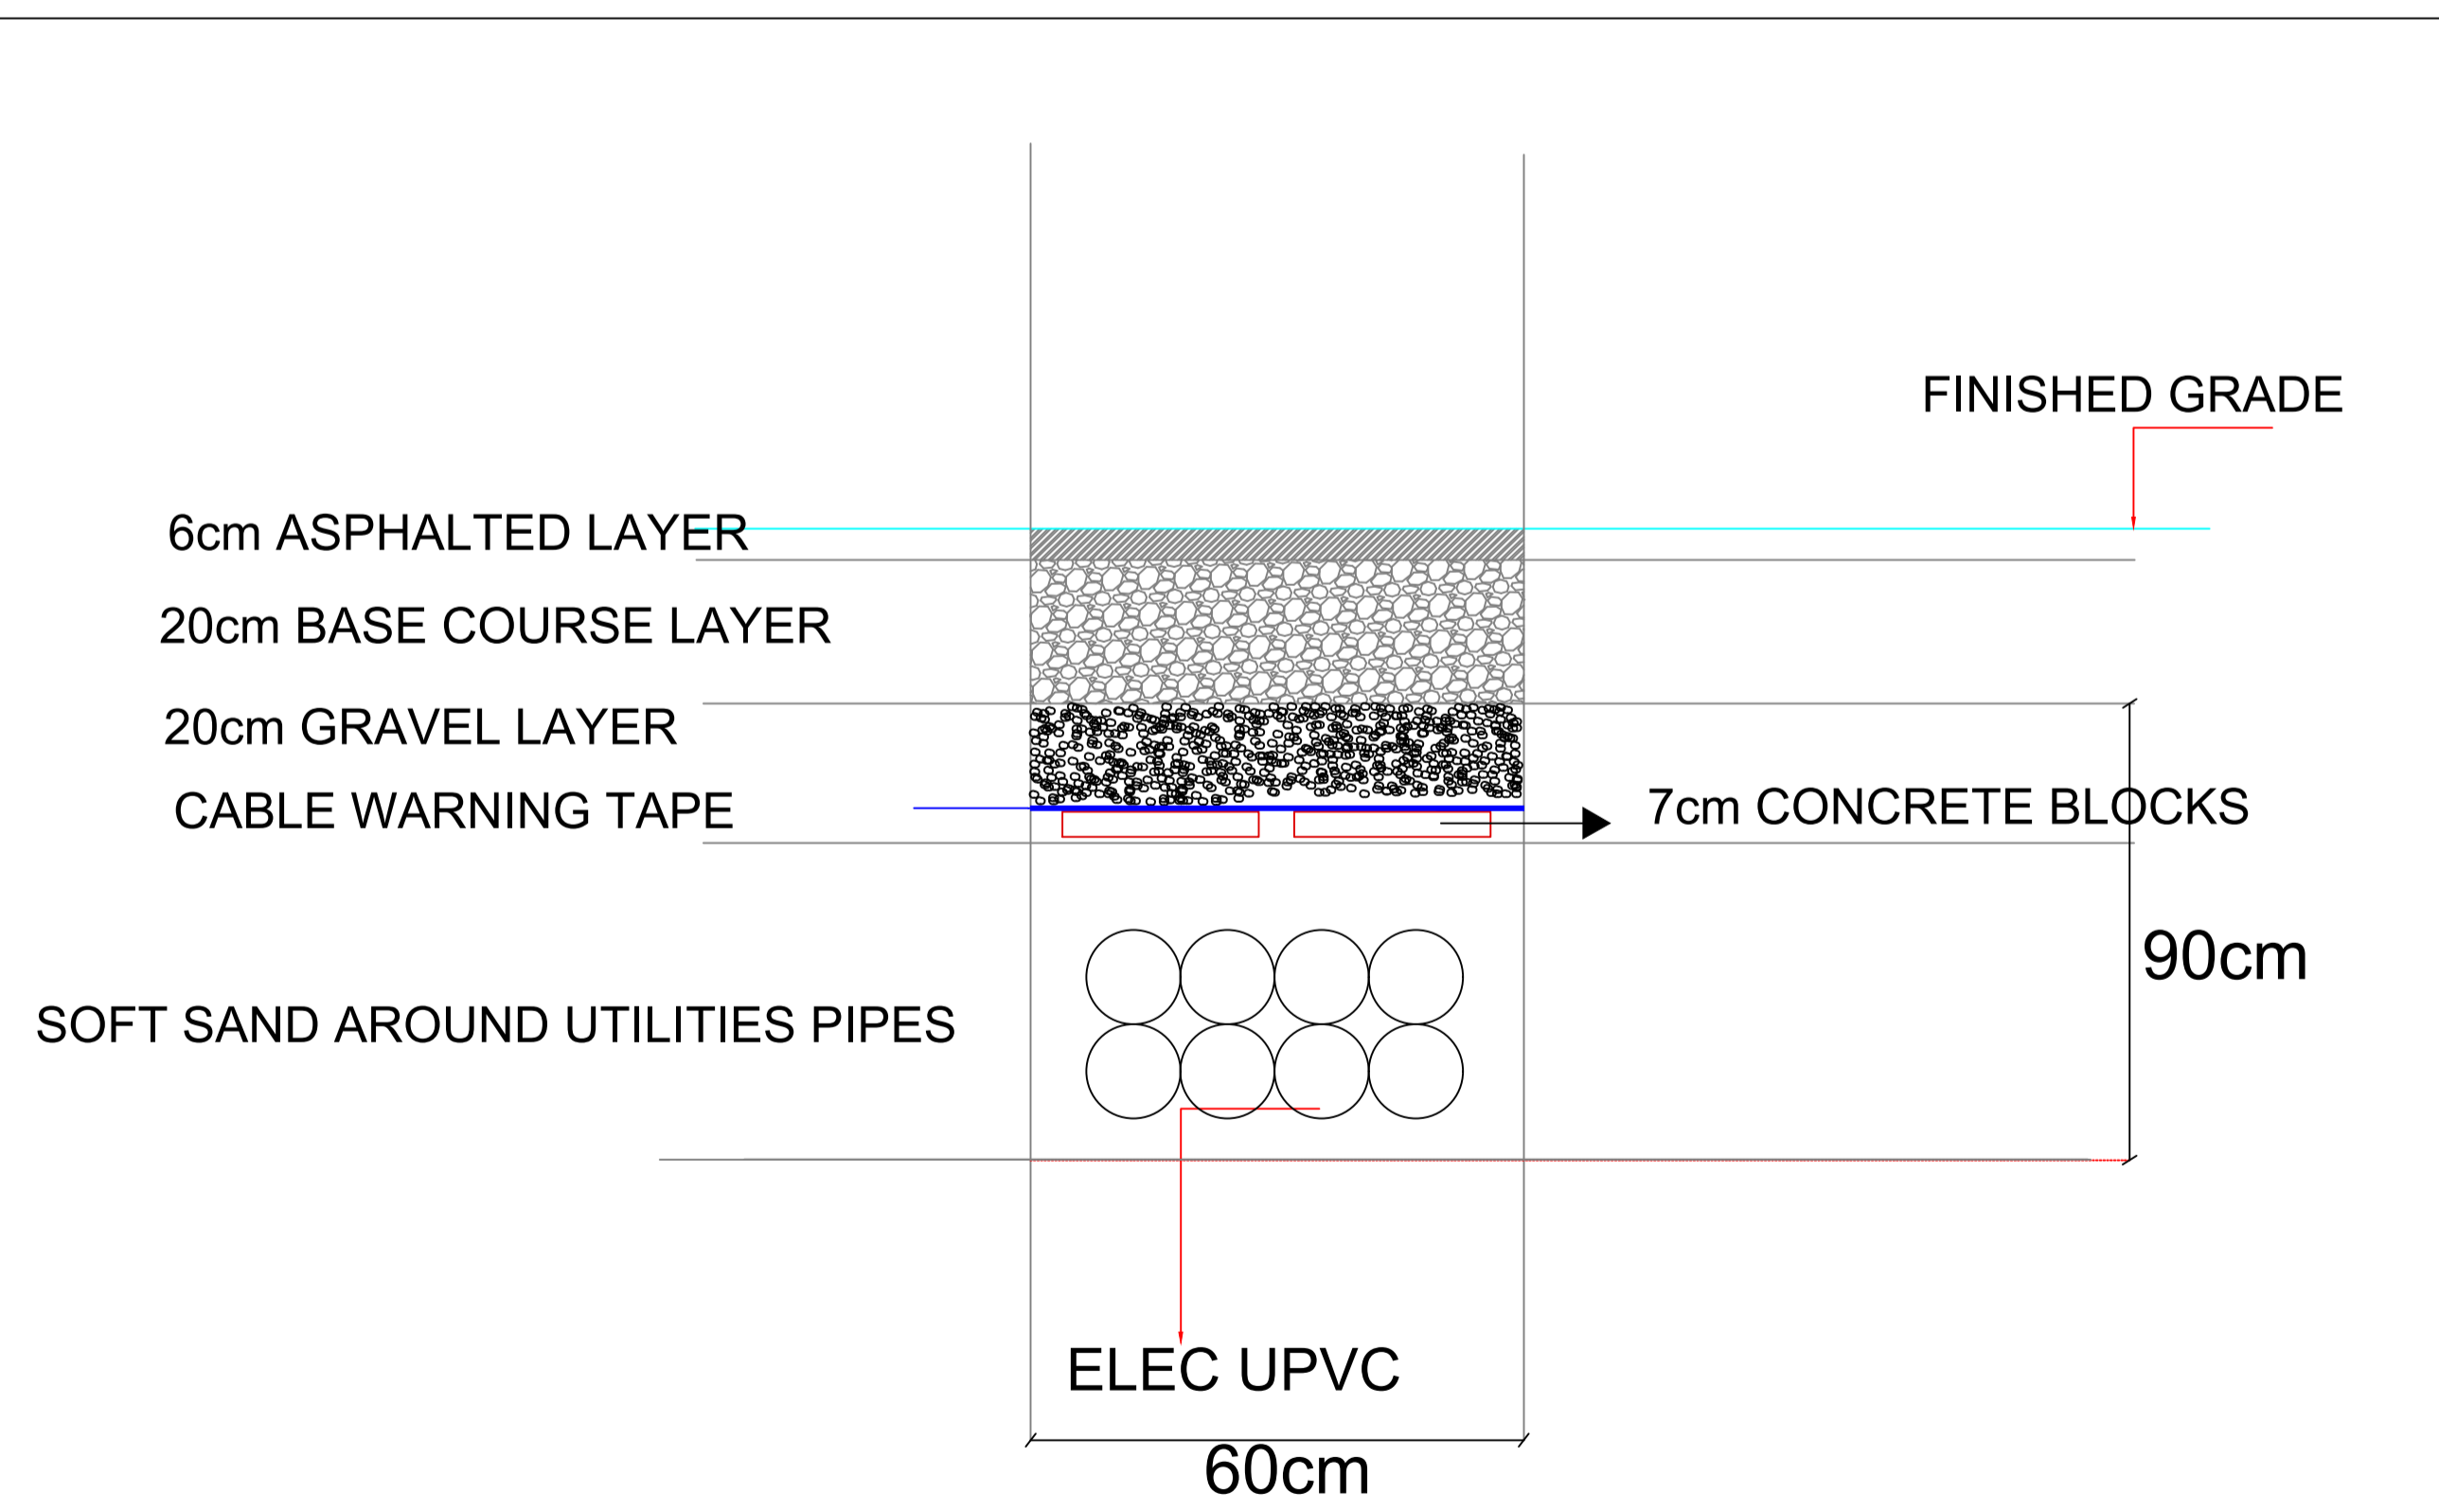 FINISHED GRADE
6cm ASPHALTED LAYER
20cm BASE COURSE LAYER
20cm GRAVEL LAYER
CABLE WARNING TAPE
7cm CONCRETE BLOCKS
90cm
SOFT SAND AROUND UTILITIES PIPES
ELEC UPVC
60cm